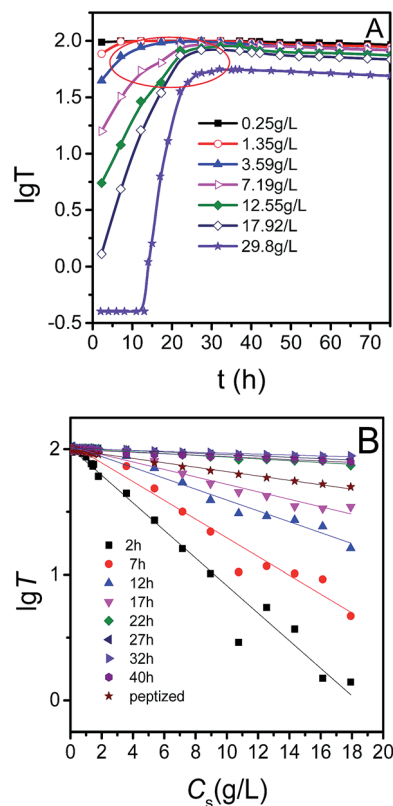 A
lgT
2.0
1.5
1.0
0.5
0.0
-0.5
0.25g/L
1.35g/L
3.59g/L
7.19g/L
12.55g/L
17.92g/L
29.8g/L
0 10 20 30 40 50 60 70
t (h)
B
lgT
2
1
0
2h
7h
12h
17h
22h
27h
32h
40h
peptized
0 2 4 6 8 10 12 14 16 18 20
Cs(g/L)